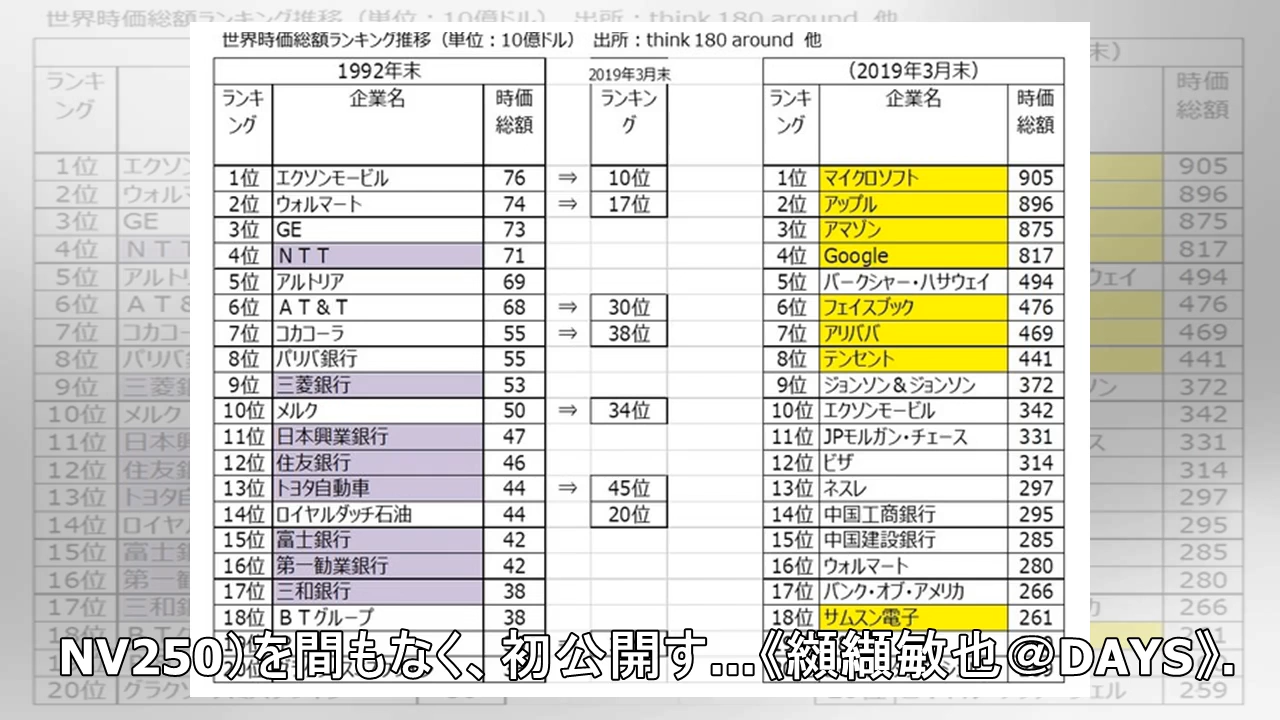 世界時価総額ランキング推移（単位：10億ドル） 出所：think 180 around 他
1992年末 2019年3月末 （2019年3月末）
ランキング 企業名 時価総額 ランキング ランキング 企業名 時価総額
1位 エクソンモービル 76 ⇒ 10位 1位 マイクロソフト 905
2位 ウォルマート 74 ⇒ 17位 2位 アップル 896
3位 GE 73 3位 アマゾン 875
4位 ＮＴＴ 71 4位 Google 817
5位 アルトリア 69 5位 バークシャー・ハサウェイ 494
6位 ＡＴ＆Ｔ 68 ⇒ 30位 6位 フェイスブック 476
7位 コカコーラ 55 ⇒ 38位 7位 アリババ 469
8位 パリバ銀行 55 8位 テンセント 441
9位 三菱銀行 53 9位 ジョンソン＆ジョンソン 372
10位 メルク 50 ⇒ 34位 10位 エクソンモービル 342
11位 日本興業銀行 47 11位 JPモルガン・チェース 331
12位 住友銀行 46 12位 ビザ 314
13位 トヨタ自動車 44 ⇒ 45位 13位 ネスレ 297
14位 ロイヤルダッチ石油 44 20位 14位 中国工商銀行 295
15位 富士銀行 42 15位 中国建設銀行 285
16位 第一勧業銀行 42 16位 ウォルマート 280
17位 三和銀行 38 17位 バンク・オブ・アメリカ 266
18位 ＢＴグループ 38 18位 サムスン電子 261
NV250）を間もなく、初公開す...《纐纈敏也＠DAYS》.